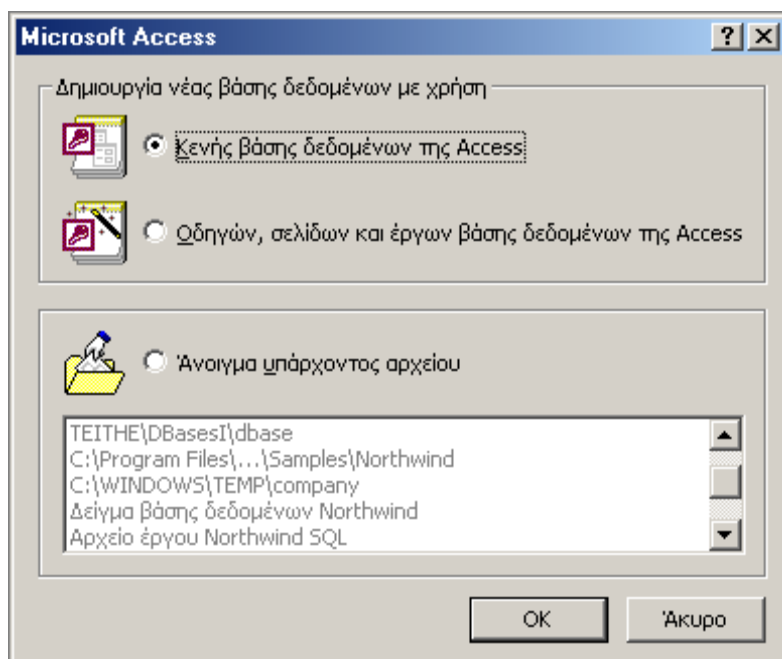 Microsoft Access
Δημιουργία νέας βάσης δεδομένων με χρήση
Κενής βάσης δεδομένων της Access
Οδηγών, σελίδων και έργων βάσης δεδομένων της Access
Άνοιγμα υπάρχοντος αρχείου
TEITHE\DBasesI\dbase
C:\Program Files\...\Samples\Northwind
C:\WINDOWS\TEMP\company
Δείγμα βάσης δεδομένων Northwind
Αρχείο έργου Northwind SQL
OK
Άκυρο